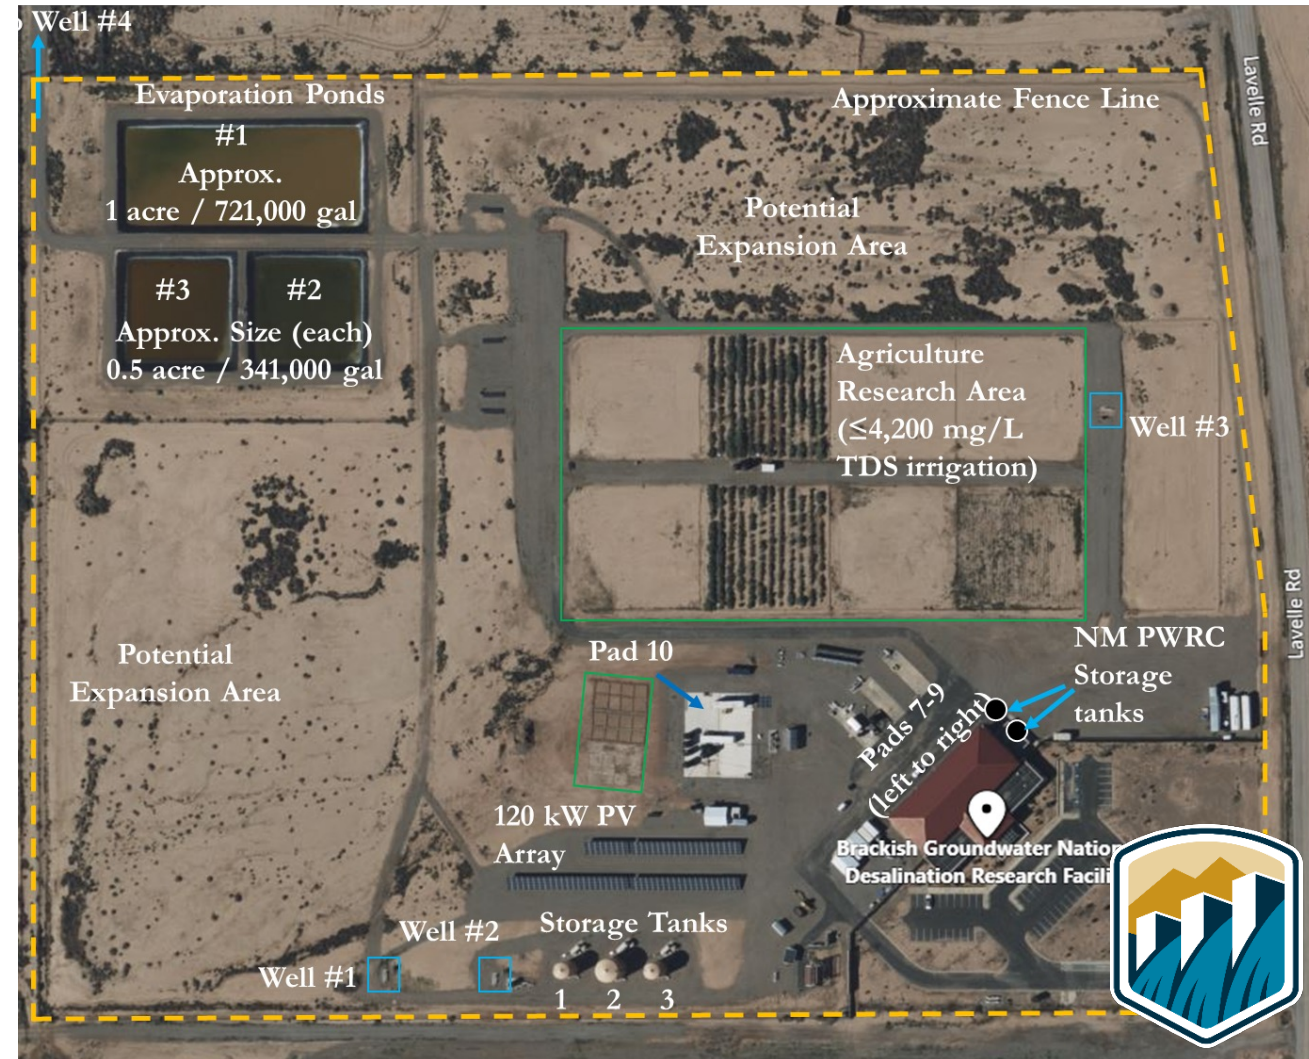 Well #4
Evaporation Ponds
#1
Approx.
1 acre / 721,000 gal
#3
#2
Approx. Size (each)
0.5 acre / 341,000 gal
Approximate Fence Line
Lavelle Rd
Potential
Expansion Area
Agriculture
Research Area
(≤4,200 mg/L
TDS irrigation)
Well #3
Potential
Expansion Area
Pad 10
NM PWRC
Storage
tanks
Lavelle Rd
Pads 7-9
(left to right)
120 kW PV
Array
Brackish Groundwater
Desalination Research
Well #2
Storage Tanks
Well #1
1
2
3